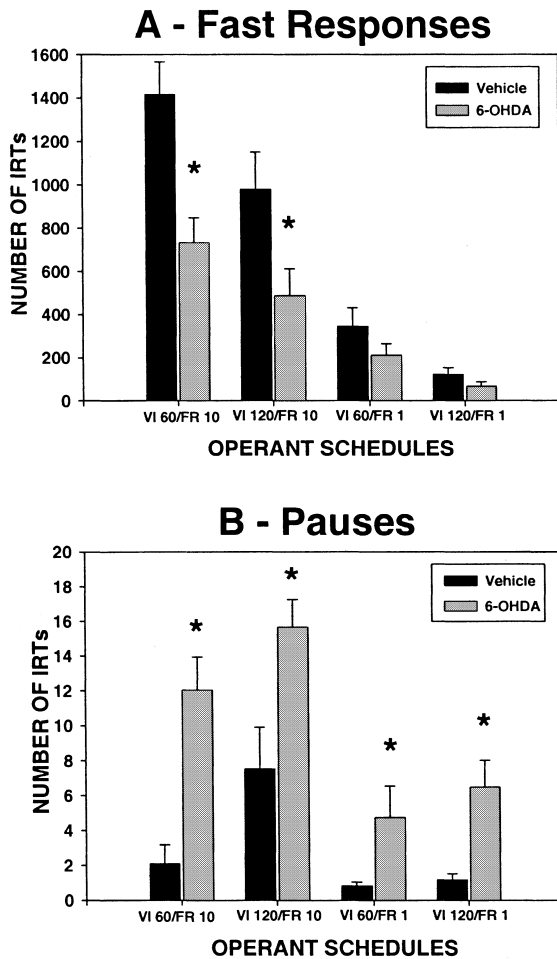 A - Fast Responses
1600
1400
1200
1000
800
600
400
200
0
NUMBER OF IRTs
Vehicle
6-OHDA
*
*
VI 60/FR 10 VI 120/FR 10 VI 60/FR 1 VI 120/FR 1
OPERANT SCHEDULES
B - Pauses
20
18
16
14
12
10
8
6
4
2
0
NUMBER OF IRTs
Vehicle
6-OHDA
*
*
*
*
VI 60/FR 10 VI 120/FR 10 VI 60/FR 1 VI 120/FR 1
OPERANT SCHEDULES